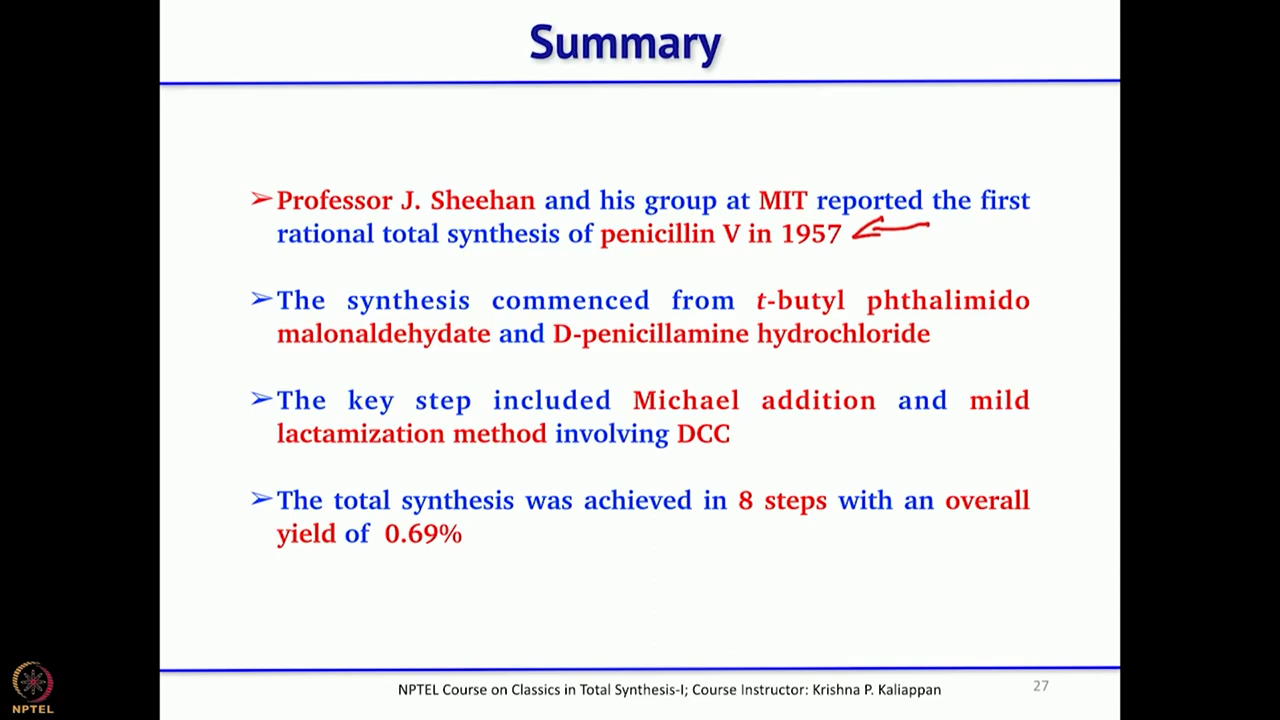 Summary
➢Professor J. Sheehan and his group at MIT reported the first
rational total synthesis of penicillin V in 1957
➢The synthesis commenced from t-butyl phthalimido
malonaldehydate and D-penicillamine hydrochloride
➢The key step included Michael addition and mild
lactamization method involving DCC
➢The total synthesis was achieved in 8 steps with an overall
yield of 0.69%
NPTEL Course on Classics in Total Synthesis-I; Course Instructor: Krishna P. Kaliappan
27
NPTEL